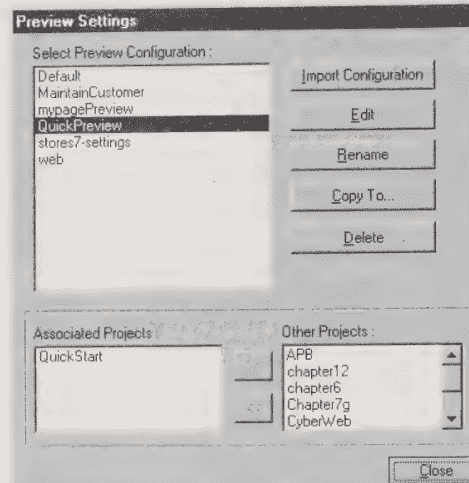 Preview Settings
Select Preview Configuration :
Default
MaintainCustomer
mypagePreview
QuickPreview
stores7-settings
web
Import Configuration
Edit
Rename
Copy To...
Delete
Associated Projects :
QuickStart
Other Projects :
APB
chapter12
chapter6
Chapter7g
CyberWeb
Close